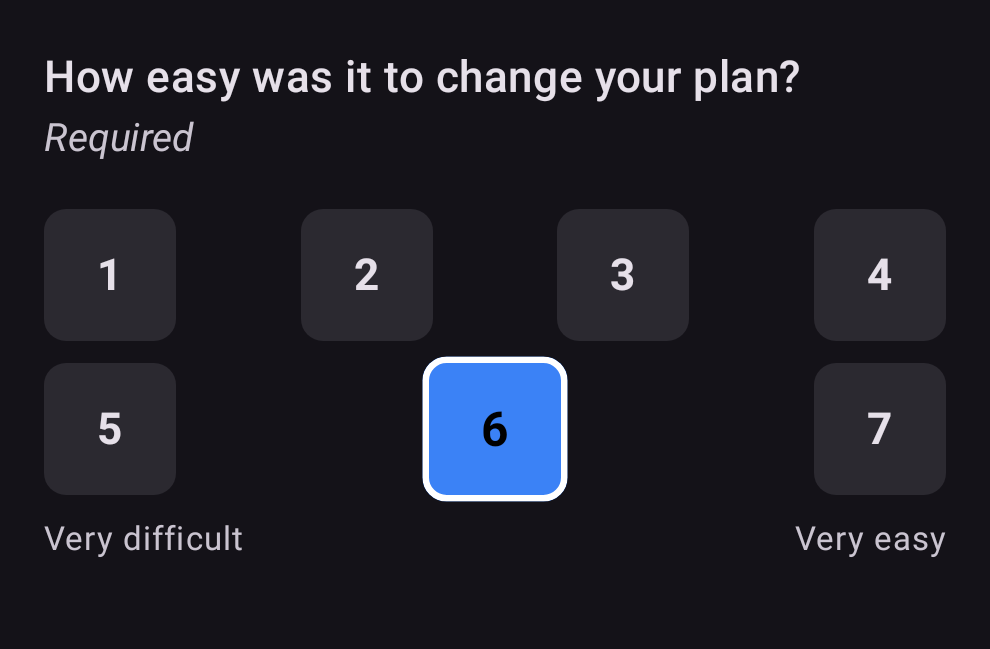 How easy was it to change your plan?
Required
1 2 3 4
5 6 7
Very difficult Very easy